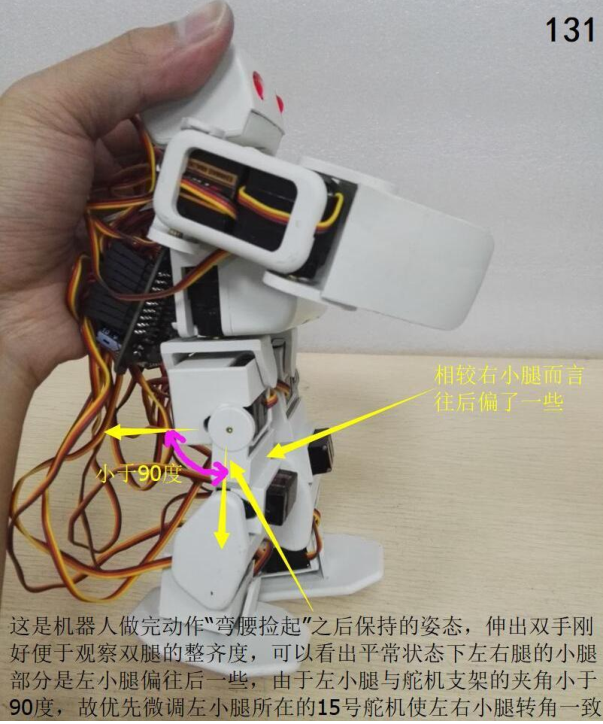 131
相较右小腿而言
往后偏了一些
小于90度
这是机器人做完动作“弯腰捡起”之后保持的姿态，伸出双手刚
好便于观察双腿的整齐度，可以看出平常状态下左右腿的小腿
部分是左小腿偏往后一些，由于左小腿与舵机支架的夹角小于
90度，故优先微调左小腿所在的15号舵机使左右小腿转角一致